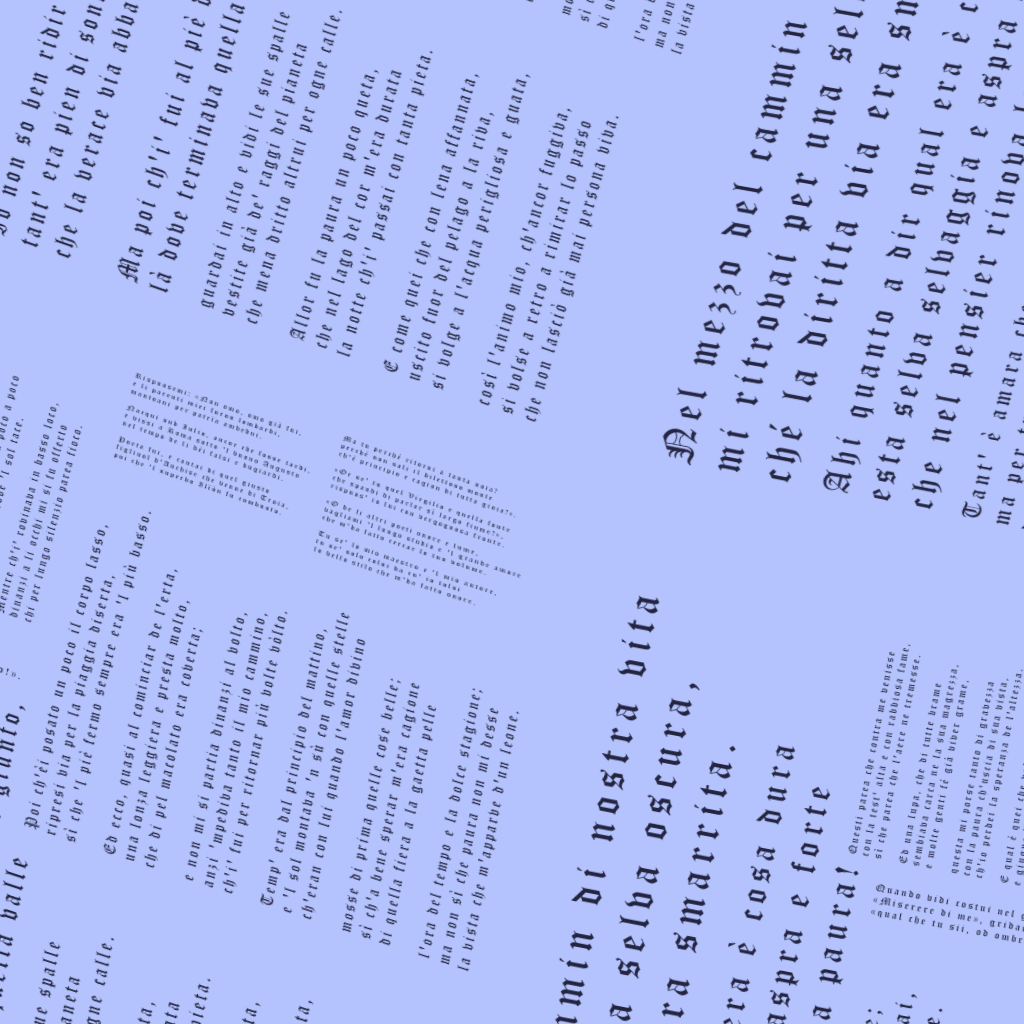 Nel mezzo del cammin
mi ritrovai per una sel
ché la diritta via era sm
Ahi quanto a dir qual era è c
esta selva selvaggia e aspra
che nel pensier rinova l
Tant' è amara che
ma per
non so ben ridir
tant' era pien di son
che la verace via abba
Ma poi ch'i' fui al piè
là dove terminava quella
guardai in alto e vidi le sue spalle
vestite già de' raggi del pianeta
che mena dritto altrui per ogne calle.
Allor fu la paura un poco queta,
che nel lago del cor m'era durata
la notte ch'i' passai con tanta pieta.
E come quei che con lena affannata,
uscito fuor del pelago a la riva,
si volge a l'acqua perigliosa e guata,
così l'animo mio, ch'ancor fuggiva,
si volse a retro a rimirar lo passo
che non lasciò già mai persona viva.
l'ora
ma non
la vista
poco a poco
'l sol tace.
Mentre ch'i' rovinava in basso loco,
dinanzi a li occhi mi si fu offerto
chi per lungo silenzio parea fioco.
Rispuosemi: «Non omo, omo già fui,
e li parenti miei furon lombardi,
mantoani per patrïa ambedui.
Nacqui sub Iulio, ancor che fosse tardi,
e vissi a Roma sotto 'l buono Augusto
nel tempo de li dèi falsi e bugiardi.
Poeta fui, e cantai di quel giusto
figliuol d'Anchise che venne di Troia,
poi che 'l superbo Ilión fu combusto.
Ma tu perché ritorni a tanta noia?
perché non sali il dilettoso monte
ch'è principio e cagion di tutta gioia?».
«Or se' tu quel Virgilio e quella fonte
che spandi di parlar sì largo fiume?»,
rispuos' io lui con vergognosa fronte.
«O de li altri poeti onore e lume,
vagliami 'l lungo studio e 'l grande amore
che m'ha fatto cercar lo tuo volume.
Tu se' lo mio maestro e 'l mio autore,
tu se' solo colui da cu' io tolsi
lo bello stilo che m'ha fatto onore.
Poi ch'èi posato un poco il corpo lasso,
ripresi via per la piaggia diserta,
sì che 'l piè fermo sempre era 'l più basso.
Ed ecco, quasi al cominciar de l'erta,
una lonza leggiera e presta molto,
che di pel macolato era coverta;
e non mi si partia dinanzi al volto,
anzi 'mpediva tanto il mio cammino,
ch'i' fui per ritornar più volte vòlto.
Temp' era dal principio del mattino,
e 'l sol montava 'n sù con quelle stelle
ch'eran con lui quando l'amor divino
mosse di prima quelle cose belle;
sì ch'a bene sperar m'era cagione
di quella fiera a la gaetta pelle
l'ora del tempo e la dolce stagione;
ma non sì che paura non mi desse
la vista che m'apparve d'un leone.
giunto,
valle
spalle
pianeta
gne calle.
pieta.
mmin di nostra vita
a selva oscura,
ra smarrita.
era è cosa dura
aspra e forte
a paura!
Questi parea che contra me venisse
con la test' alta e con rabbiosa fame,
sì che parea che l'aere ne tremesse.
Ed una lupa, che di tutte brame
sembiava carca ne la sua magrezza,
e molte genti fé già viver grame,
questa mi porse tanto di gravezza
con la paura ch'uscia di sua vista,
ch'io perdei la speranza de l'altezza.
E qual è quei che
Quando vidi costui nel
«Miserere di me», gridai
«qual che tu sii, od ombr